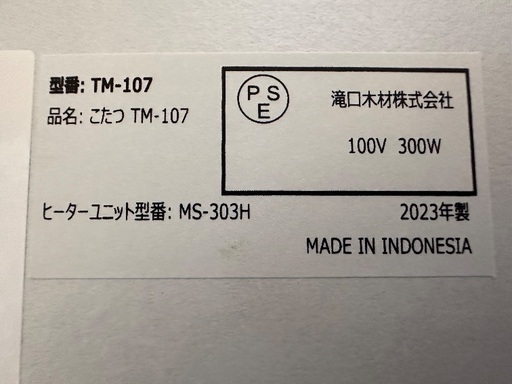 型番: TM-107
品名: こたつ TM-107
PSE
滝口木材株式会社
100V 300W
ヒーターユニット型番: MS-303H
2023年製
MADE IN INDONESIA